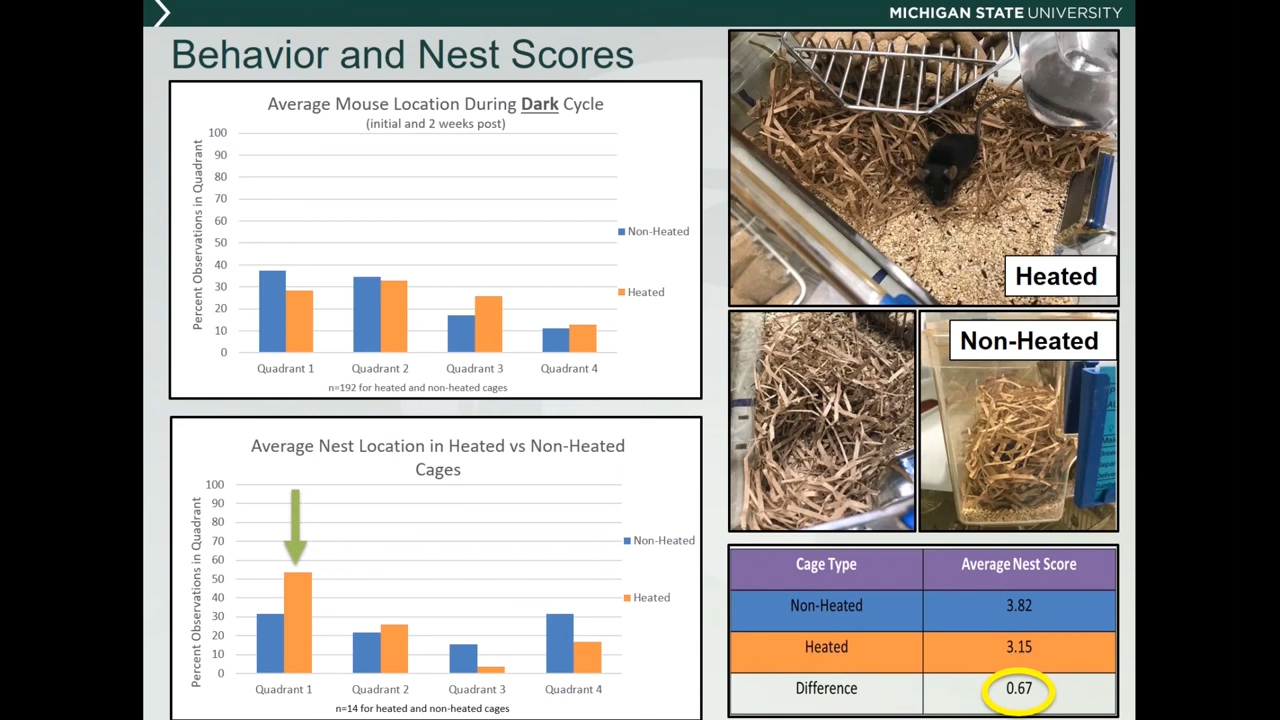 MICHIGAN STATE UNIVERSITY
Behavior and Nest Scores
Average Mouse Location During Dark Cycle
(initial and 2 weeks post)
Percent Observations in Quadrant
100
90
80
70
60
50
40
30
20
10
0
Quadrant 1 Quadrant 2 Quadrant 3 Quadrant 4
Non-Heated
Heated
n=192 for heated and non-heated cages
Average Nest Location in Heated vs Non-Heated
Cages
Percent Observations in Quadrant
100
90
80
70
60
50
40
30
20
10
0
Quadrant 1 Quadrant 2 Quadrant 3 Quadrant 4
Non-Heated
Heated
n=14 for heated and non-heated cages
Heated
Non-Heated
Cage Type Average Nest Score
Non-Heated 3.82
Heated 3.15
Difference 0.67